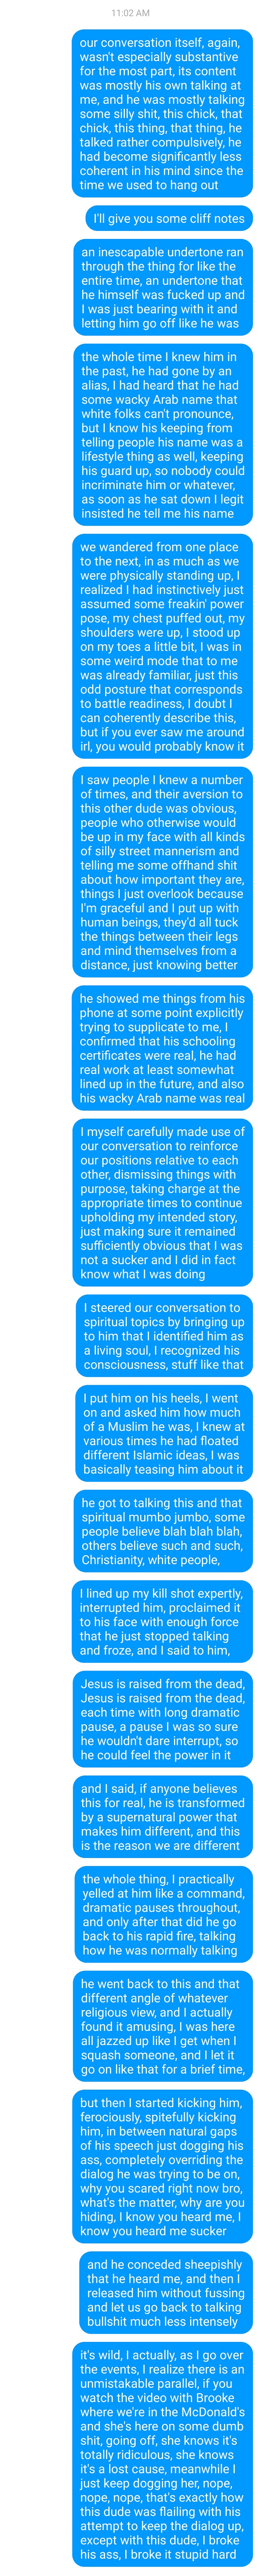 11:02 AM
our conversation itself, again,
wasn't especially substantive
for the most part, its content
was mostly his own talking at
me, and he was mostly talking
some silly shit, this chick, that
chick, this thing, that thing, he
talked rather compulsively, he
had become significantly less
coherent in his mind since the
time we used to hang out
I'll give you some cliff notes
an inescapable undertone ran
through the thing for like the
entire time, an undertone that
he himself was fucked up and
I was just bearing with it and
letting him go off like he was
the whole time I knew him in
the past, he had gone by an
alias, I had heard that he had
some wacky Arab name that
white folks can't pronounce,
but I know his keeping from
telling people his name was a
lifestyle thing as well, keeping
his guard up, so nobody could
incriminate him or whatever,
as soon as he sat down I legit
insisted he tell me his name
we wandered from one place
to the next, in as much as we
were physically standing up, I
realized I had instinctively just
assumed some freakin' power
pose, my chest puffed out, my
shoulders were up, I stood up
on my toes a little bit, I was in
some weird mode that to me
was already familiar, just this
odd posture that corresponds
to battle readiness, I doubt I
can coherently describe this,
but if you ever saw me around
irl, you would probably know it
I saw people I knew a number
of times, and their aversion to
this other dude was obvious,
people who otherwise would
be up in my face with all kinds
of silly street mannerism and
telling me some offhand shit
about how important they are,
things I just overlook because
I'm graceful and I put up with
human beings, they'd all tuck
the things between their legs
and mind themselves from a
distance, just knowing better
he showed me things from his
phone at some point explicitly
trying to supplicate to me, I
confirmed that his schooling
certificates were real, he had
real work at least somewhat
lined up in the future, and also
his wacky Arab name was real
I myself carefully made use of
our conversation to reinforce
our positions relative to each
other, dismissing things with
purpose, taking charge at the
appropriate times to continue
upholding my intended story,
just making sure it remained
sufficiently obvious that I was
not a sucker and I did in fact
know what I was doing
I steered our conversation to
spiritual topics by bringing up
to him that I identified him as
a living soul, I recognized his
consciousness, stuff like that
I put him on his heels, I went
on and asked him how much
of a Muslim he was, I knew at
various times he had floated
different Islamic ideas, I was
basically teasing him about it
he got to talking this and that
spiritual mumbo jumbo, some
people believe blah blah blah,
others believe such and such,
Christianity, white people,
I lined up my kill shot expertly,
interrupted him, proclaimed it
to his face with enough force
that he just stopped talking
and froze, and I said to him,
Jesus is raised from the dead,
Jesus is raised from the dead,
each time with long dramatic
pause, a pause I was so sure
he wouldn't dare interrupt, so
he could feel the power in it
and I said, if anyone believes
this for real, he is transformed
by a supernatural power that
makes him different, and this
is the reason we are different
the whole thing, I practically
yelled at him like a command,
dramatic pauses throughout,
and only after that did he go
back to his rapid fire, talking
how he was normally talking
he went back to this and that
different angle of whatever
religious view, and I actually
found it amusing, I was here
all jazzed up like I get when I
squash someone, and I let it
go on like that for a brief time,
but then I started kicking him,
ferociously, spitefully kicking
him, in between natural gaps
of his speech just dogging his
ass, completely overriding the
dialog he was trying to be on,
why you scared right now bro,
what's the matter, why are you
hiding, I know you heard me, I
know you heard me sucker
and he conceded sheepishly
that he heard me, and then I
released him without fussing
and let us go back to talking
bullshit much less intensely
it's wild, I actually, as I go over
the events, I realize there is an
unmistakable parallel, if you
watch the video with Brooke
where we're in the McDonald's
and she's here on some dumb
shit, going off, she knows it's
totally ridiculous, she knows
it's a lost cause, meanwhile I
just keep dogging her, nope,
nope, nope, that's exactly how
this dude was flailing with his
attempt to keep the dialog up,
except with this dude, I broke
his ass, I broke it stupid hard